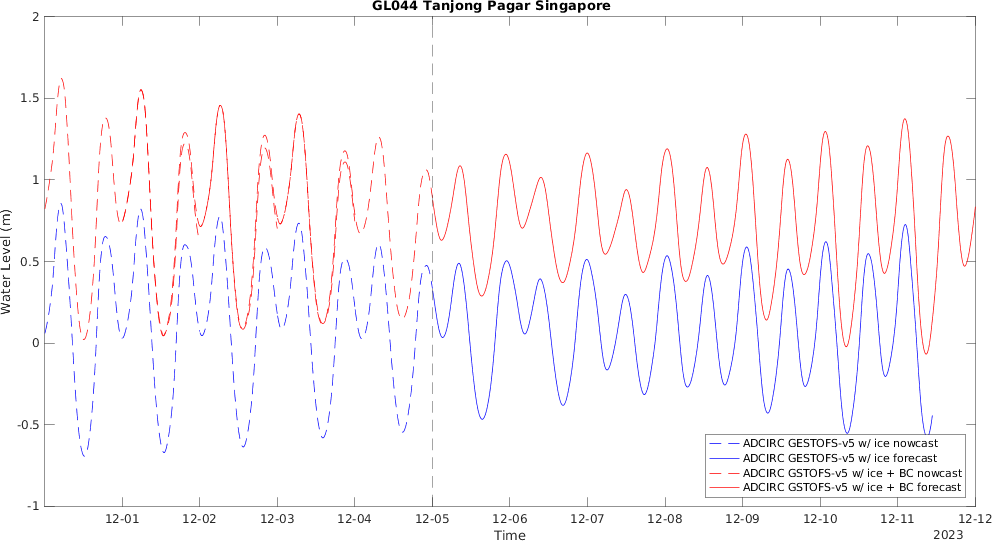 GL044 Tanjong Pagar Singapore
2
1.5
1
0.5
0
-0.5
-1
Water Level (m)
12-01 12-02 12-03 12-04 12-05 12-06 12-07 12-08 12-09 12-10 12-11 12-12
Time
2023
ADCIRC GESTOFS-v5 w/ ice nowcast
ADCIRC GESTOFS-v5 w/ ice forecast
ADCIRC GSTOFS-v5 w/ ice + BC nowcast
ADCIRC GSTOFS-v5 w/ ice + BC forecast